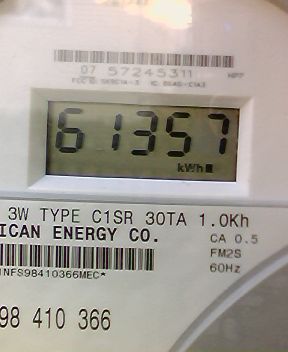 07 57245311
61357
kWh
3W TYPE C1SR 30TA 1.0Kh
ICAN ENERGY CO.
CA 0.5
FM2S
60Hz
NFS98410366MEC*
98 410 366